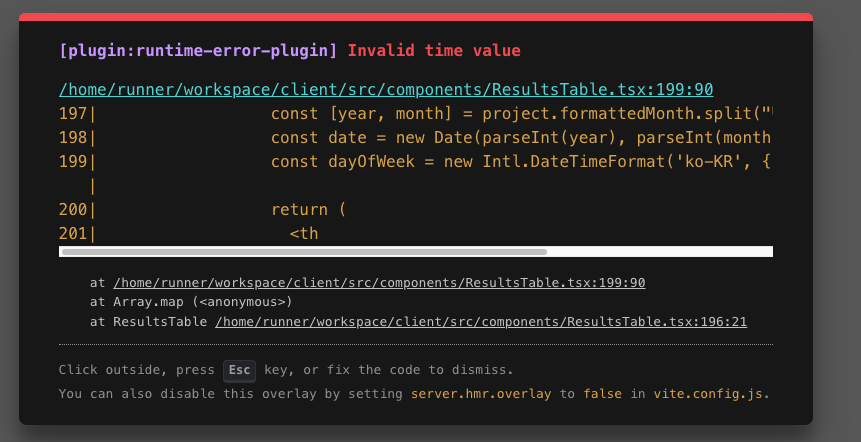 [plugin:runtime-error-plugin] Invalid time value
/home/runner/workspace/client/src/components/ResultsTable.tsx:199:90
197| const [year, month] = project.formattedMonth.split("
198| const date = new Date(parseInt(year), parseInt(month
199| const dayOfWeek = new Intl.DateTimeFormat('ko-KR', {
|
200| return (
201| <th
at /home/runner/workspace/client/src/components/ResultsTable.tsx:199:90
at Array.map (<anonymous>)
at ResultsTable /home/runner/workspace/client/src/components/ResultsTable.tsx:196:21
Click outside, press Esc key, or fix the code to dismiss.
You can also disable this overlay by setting server.hmr.overlay to false in vite.config.js.